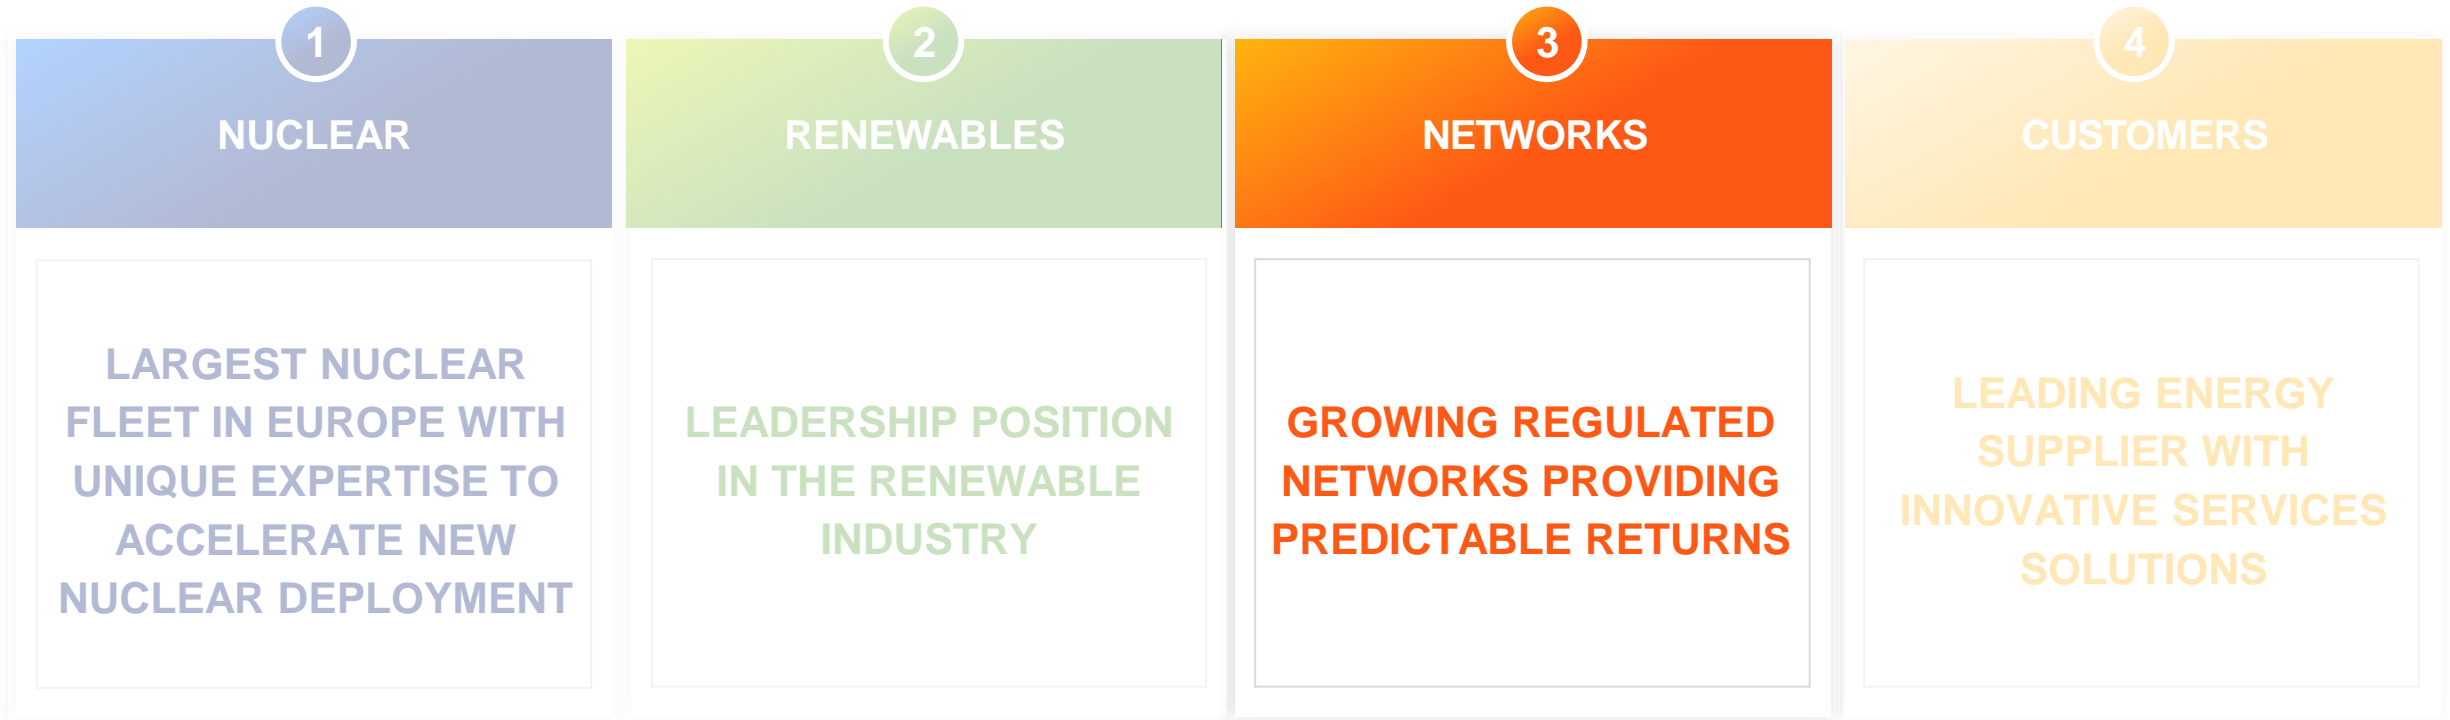 1
NUCLEAR
LARGEST NUCLEAR
FLEET IN EUROPE WITH
UNIQUE EXPERTISE TO
ACCELERATE NEW
NUCLEAR DEPLOYMENT
2
RENEWABLES
LEADERSHIP POSITION
IN THE RENEWABLE
INDUSTRY
3
NETWORKS
GROWING REGULATED
NETWORKS PROVIDING
PREDICTABLE RETURNS
4
CUSTOMERS
LEADING ENERGY
SUPPLIER WITH
INNOVATIVE SERVICES
SOLUTIONS